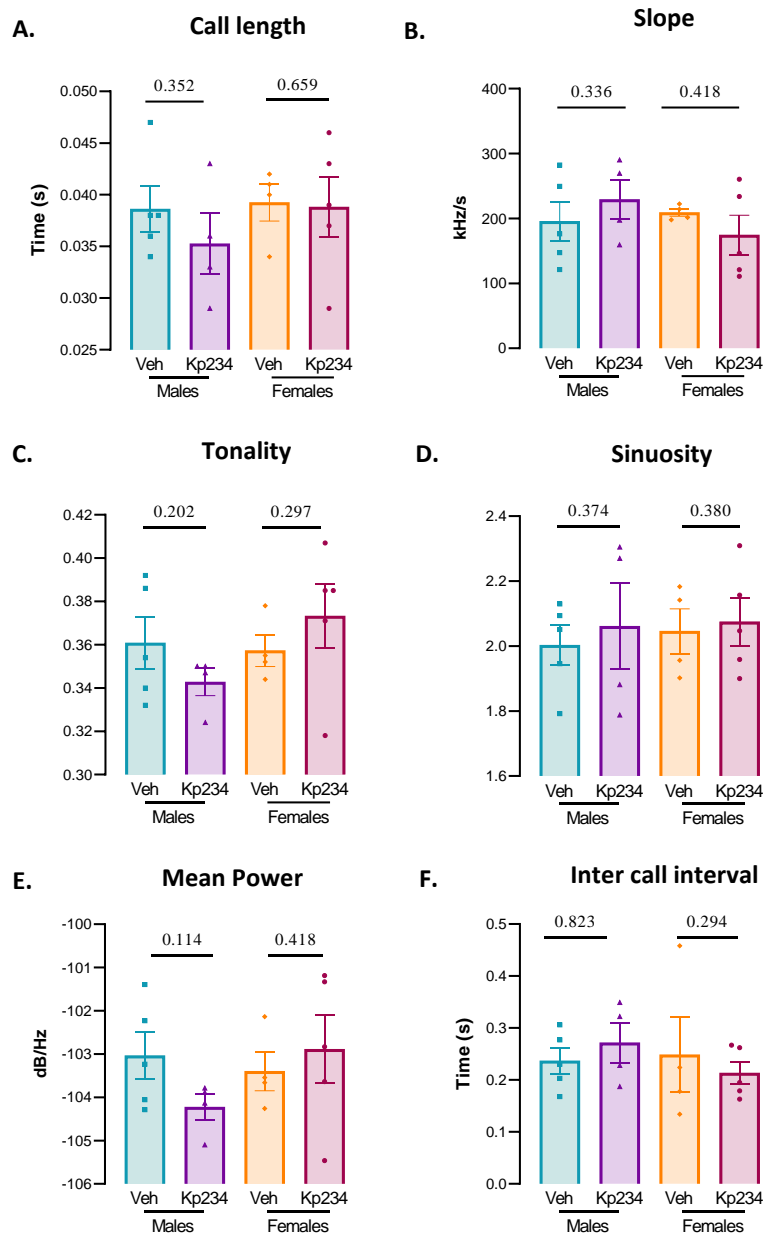 A.
Call length
0.352
0.659
0.050
0.045
0.040
0.035
0.030
0.025
Time (s)
Veh
Kp234
Veh
Kp234
Males
Females
B.
Slope
0.336
0.418
400
300
200
100
0
kHz/s
Veh
Kp234
Veh
Kp234
Males
Females
C.
Tonality
0.202
0.297
0.42
0.40
0.38
0.36
0.34
0.32
0.30
Veh
Kp234
Veh
Kp234
Males
Females
D.
Sinuosity
0.374
0.380
2.4
2.2
2.0
1.8
1.6
Veh
Kp234
Veh
Kp234
Males
Females
E.
Mean Power
0.114
0.418
-100
-101
-102
-103
-104
-105
-106
dB/Hz
Veh
Kp234
Veh
Kp234
Males
Females
F.
Inter call interval
0.823
0.294
0.5
0.4
0.3
0.2
0.1
0.0
Time (s)
Veh
Kp234
Veh
Kp234
Males
Females